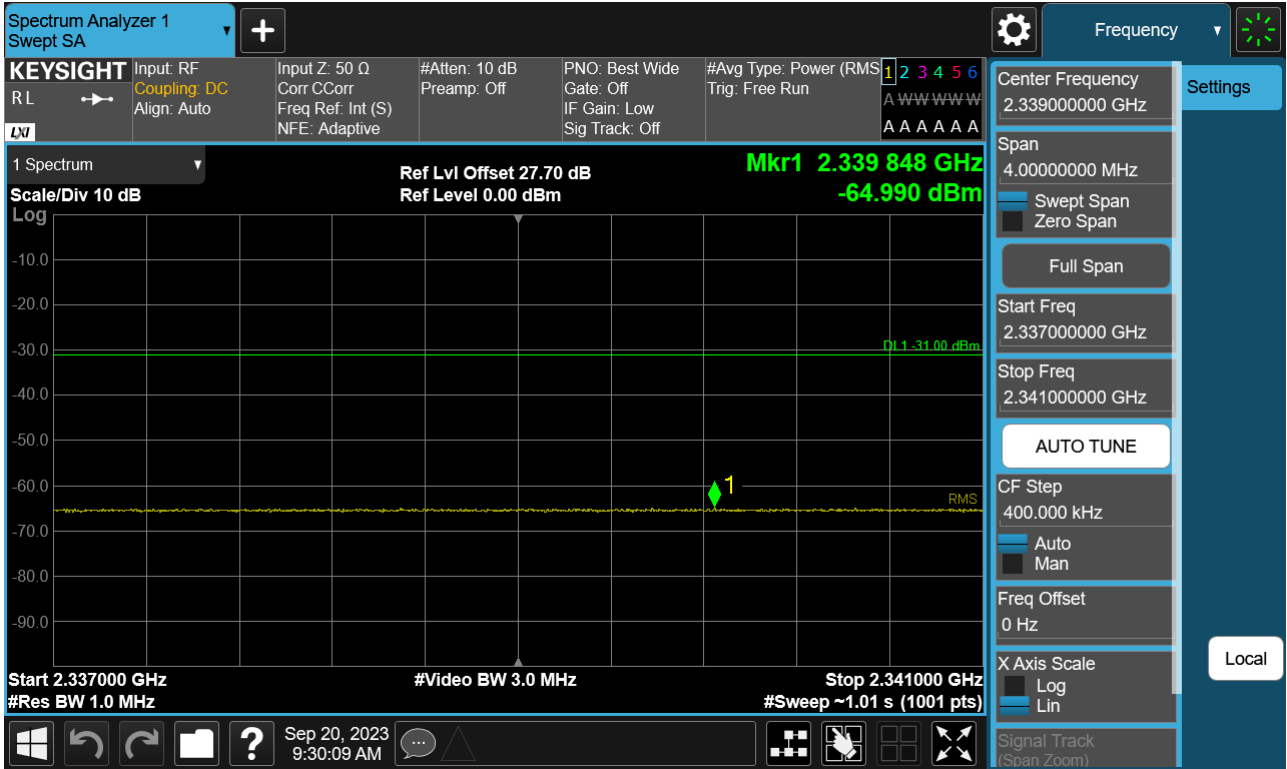 Spectrum Analyzer 1
Swept SA
Frequency
KEYSIGHT
R L
LXI
Input: RF
Coupling: DC
Align: Auto
Input Z: 50 Ω
Corr CCorr
Freq Ref: Int (S)
NFE: Adaptive
#Atten: 10 dB
Preamp: Off
PNO: Best Wide
Gate: Off
IF Gain: Low
Sig Track: Off
#Avg Type: Power (RMS
Trig: Free Run
1 2 3 4 5 6
A W W W W W
A A A A A A
1 Spectrum
Scale/Div 10 dB
Log
Ref Lvl Offset 27.70 dB
Ref Level 0.00 dBm
Mkr1 2.339 848 GHz
-64.990 dBm
-10.0
-20.0
-30.0
DL1 -31.00 dBm
-40.0
-50.0
-60.0
1
RMS
-70.0
-80.0
-90.0
Start 2.337000 GHz
#Res BW 1.0 MHz
#Video BW 3.0 MHz
Stop 2.341000 GHz
#Sweep ~1.01 s (1001 pts)
?
Sep 20, 2023
9:30:09 AM
Center Frequency
2.339000000 GHz
Span
4.00000000 MHz
Swept Span
Zero Span
Full Span
Start Freq
2.337000000 GHz
Stop Freq
2.341000000 GHz
AUTO TUNE
CF Step
400.000 kHz
Auto
Man
Freq Offset
0 Hz
X Axis Scale
Log
Lin
Signal Track
(Span Zoom)
Settings
Local